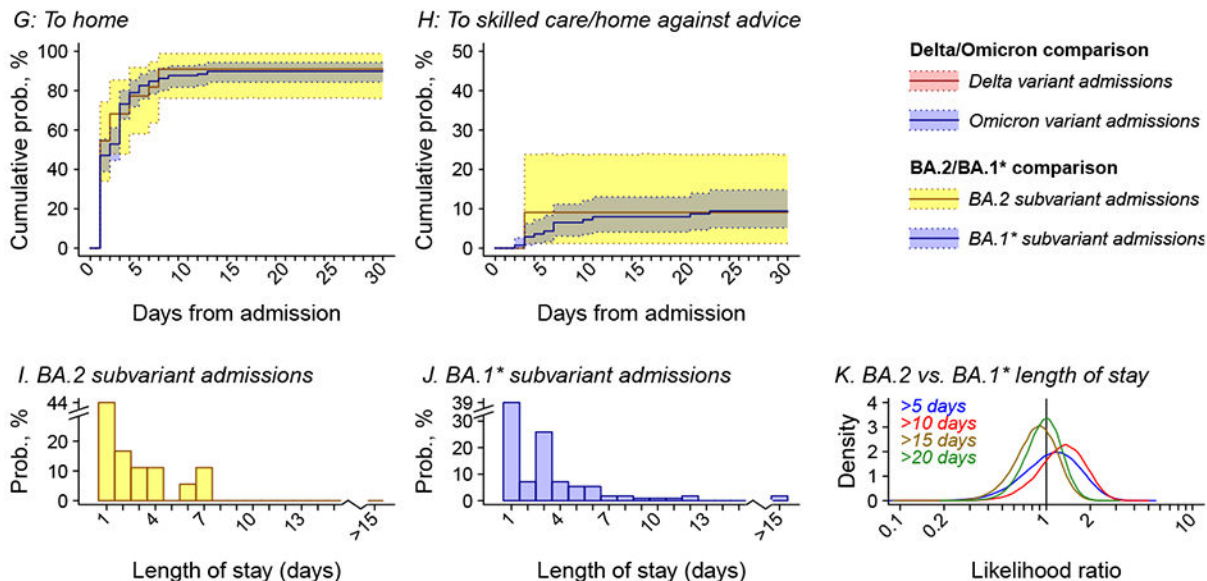 G: To home
100
80
60
40
20
0
Cumulative prob., %
0
5
10
15
20
25
30
Days from admission
H: To skilled care/home against advice
50
40
30
20
10
0
Cumulative prob., %
0
5
10
15
20
25
30
Days from admission
Delta/Omicron comparison
Delta variant admissions
Omicron variant admissions
BA.2/BA.1* comparison
BA.2 subvariant admissions
BA.1* subvariant admissions
I. BA.2 subvariant admissions
44
20
10
0
Prob., %
1
4
7
10
13
>15
Length of stay (days)
J. BA.1* subvariant admissions
39
30
20
10
0
Prob., %
1
4
7
10
13
>15
Length of stay (days)
K. BA.2 vs. BA.1* length of stay
4
3
2
1
0
Density
>5 days
>10 days
>15 days
>20 days
0.1
0.2
1
2
10
Likelihood ratio